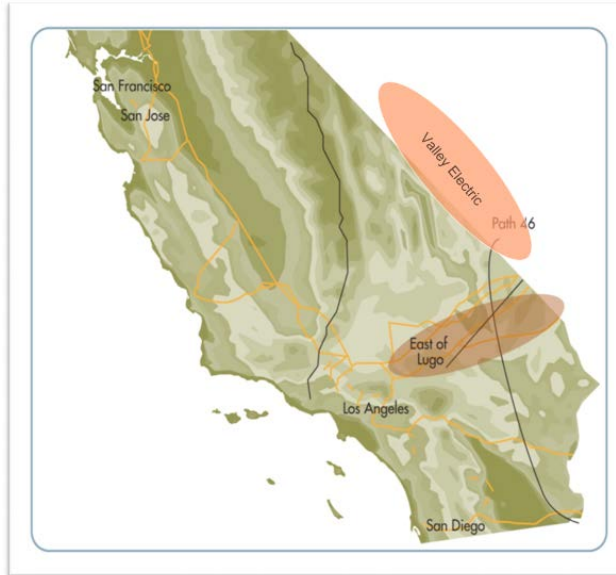 San Francisco
San Jose
Valley Electric
Path 46
East of
Lugo
Los Angeles
San Diego